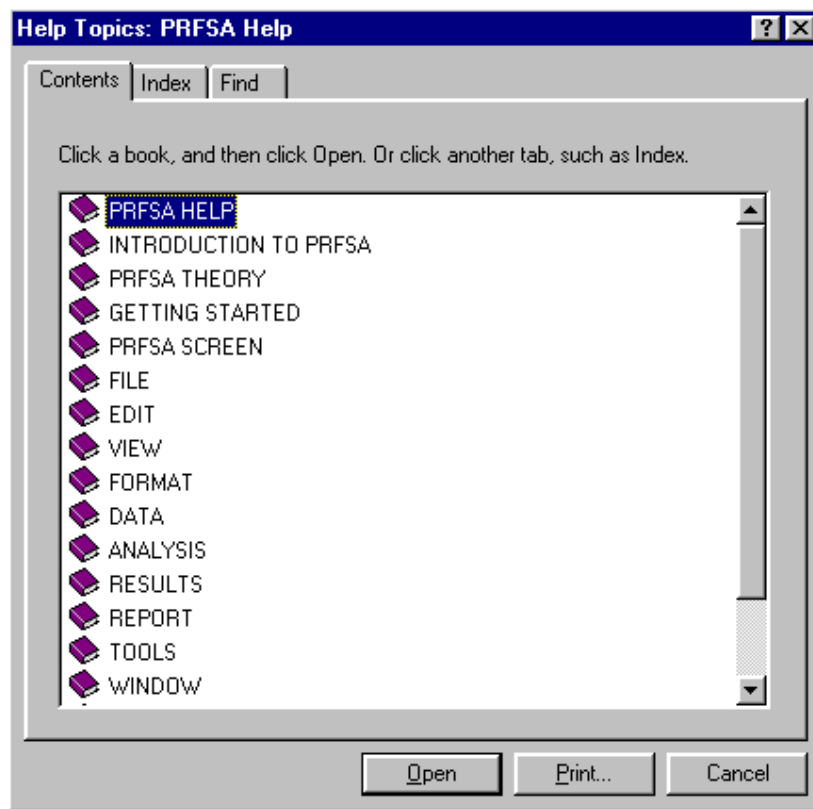 Help Topics: PRFSA Help
Contents Index Find
Click a book, and then click Open. Or click another tab, such as Index.
PRFSA HELP
INTRODUCTION TO PRFSA
PRFSA THEORY
GETTING STARTED
PRFSA SCREEN
FILE
EDIT
VIEW
FORMAT
DATA
ANALYSIS
RESULTS
REPORT
TOOLS
WINDOW
Open Print... Cancel